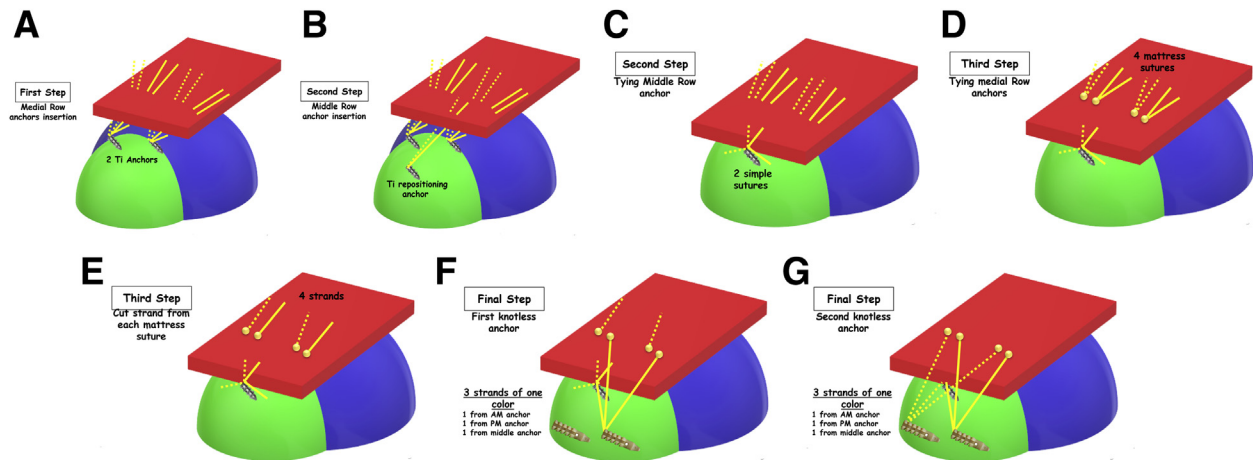 A
First Step
Medial Row
anchors insertion
2 Ti Anchors
B
Second Step
Middle Row
anchor insertion
Ti repositioning
anchor
C
Second Step
Tying Middle Row
anchor
2 simple
sutures
D
Third Step
Tying medial Row
anchors
4 mattress
sutures
E
Third Step
Cut strand from
each mattress
suture
4 strands
F
Final Step
First knotless
anchor
3 strands of one
color
1 from AM anchor
1 from PM anchor
1 from middle anchor
G
Final Step
Second knotless
anchor
3 strands of one
color
1 from AM anchor
1 from PM anchor
1 from middle anchor